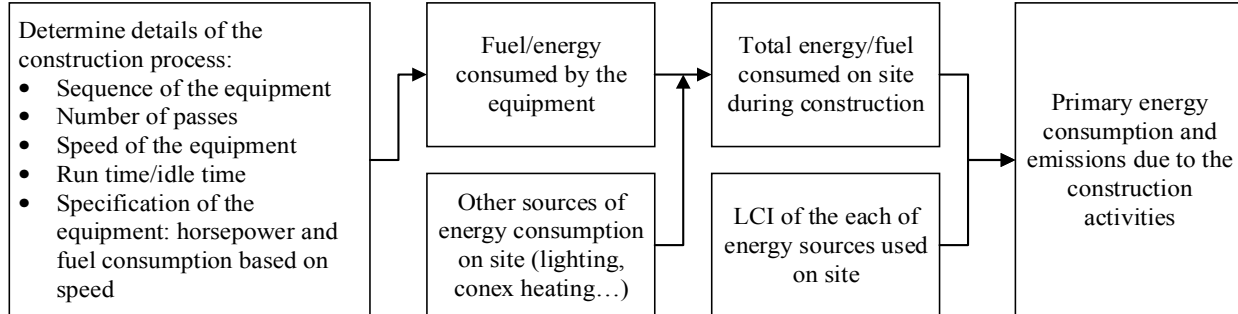 Determine details of the
construction process:
• Sequence of the equipment
• Number of passes
• Speed of the equipment
• Run time/idle time
• Specification of the
equipment: horsepower and
fuel consumption based on
speed
Fuel/energy
consumed by the
equipment
Other sources of
energy consumption
on site (lighting,
conex heating…)
Total energy/fuel
consumed on site
during construction
LCI of the each of
energy sources used
on site
Primary energy
consumption and
emissions due to the
construction
activities